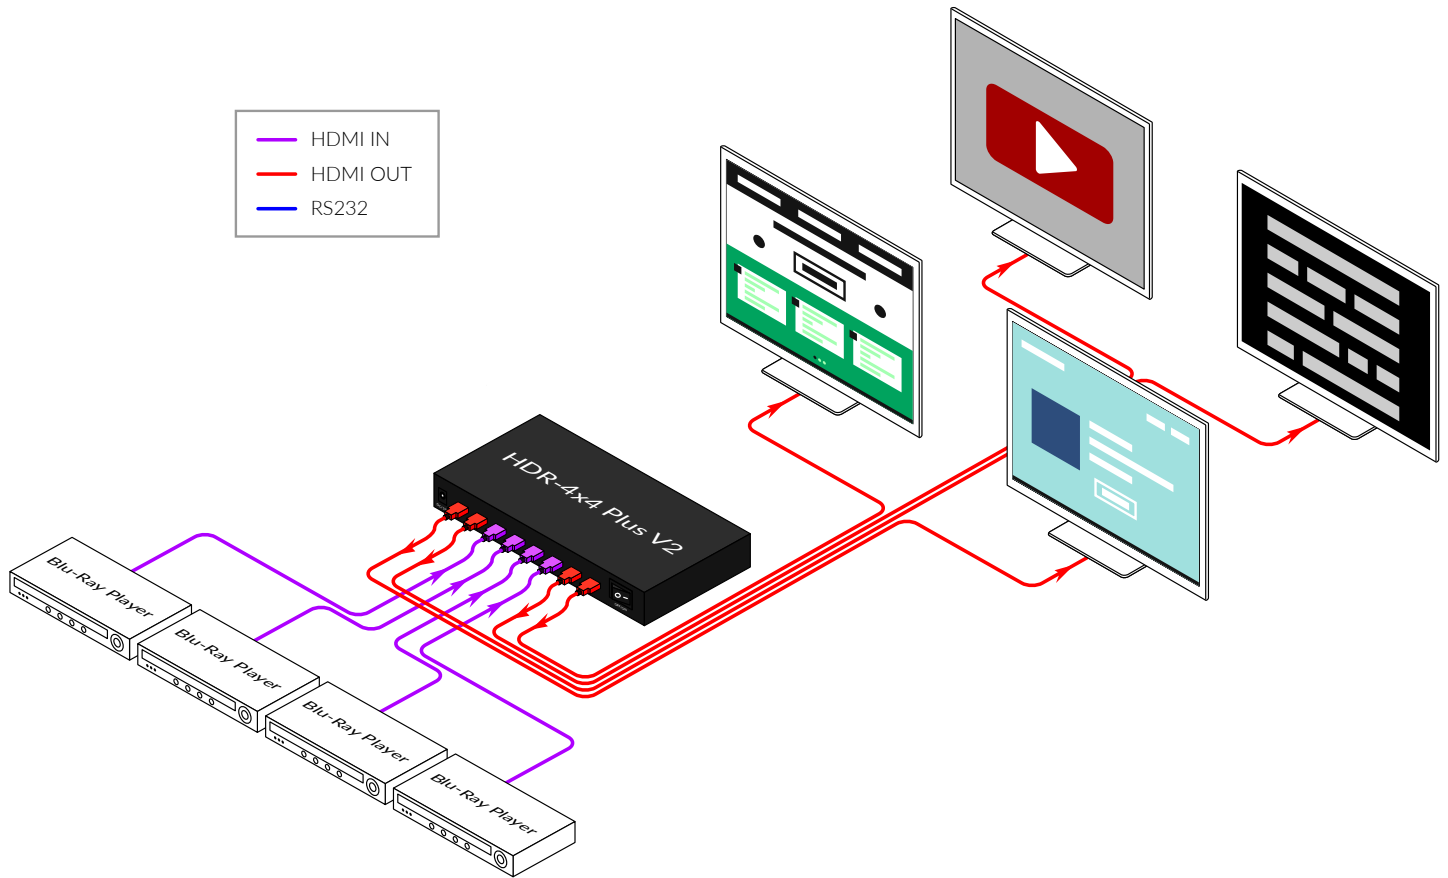 HDMI IN
HDMI OUT
RS232
HDR-4x4 Plus V2
Blu-Ray Player
Blu-Ray Player
Blu-Ray Player
Blu-Ray Player